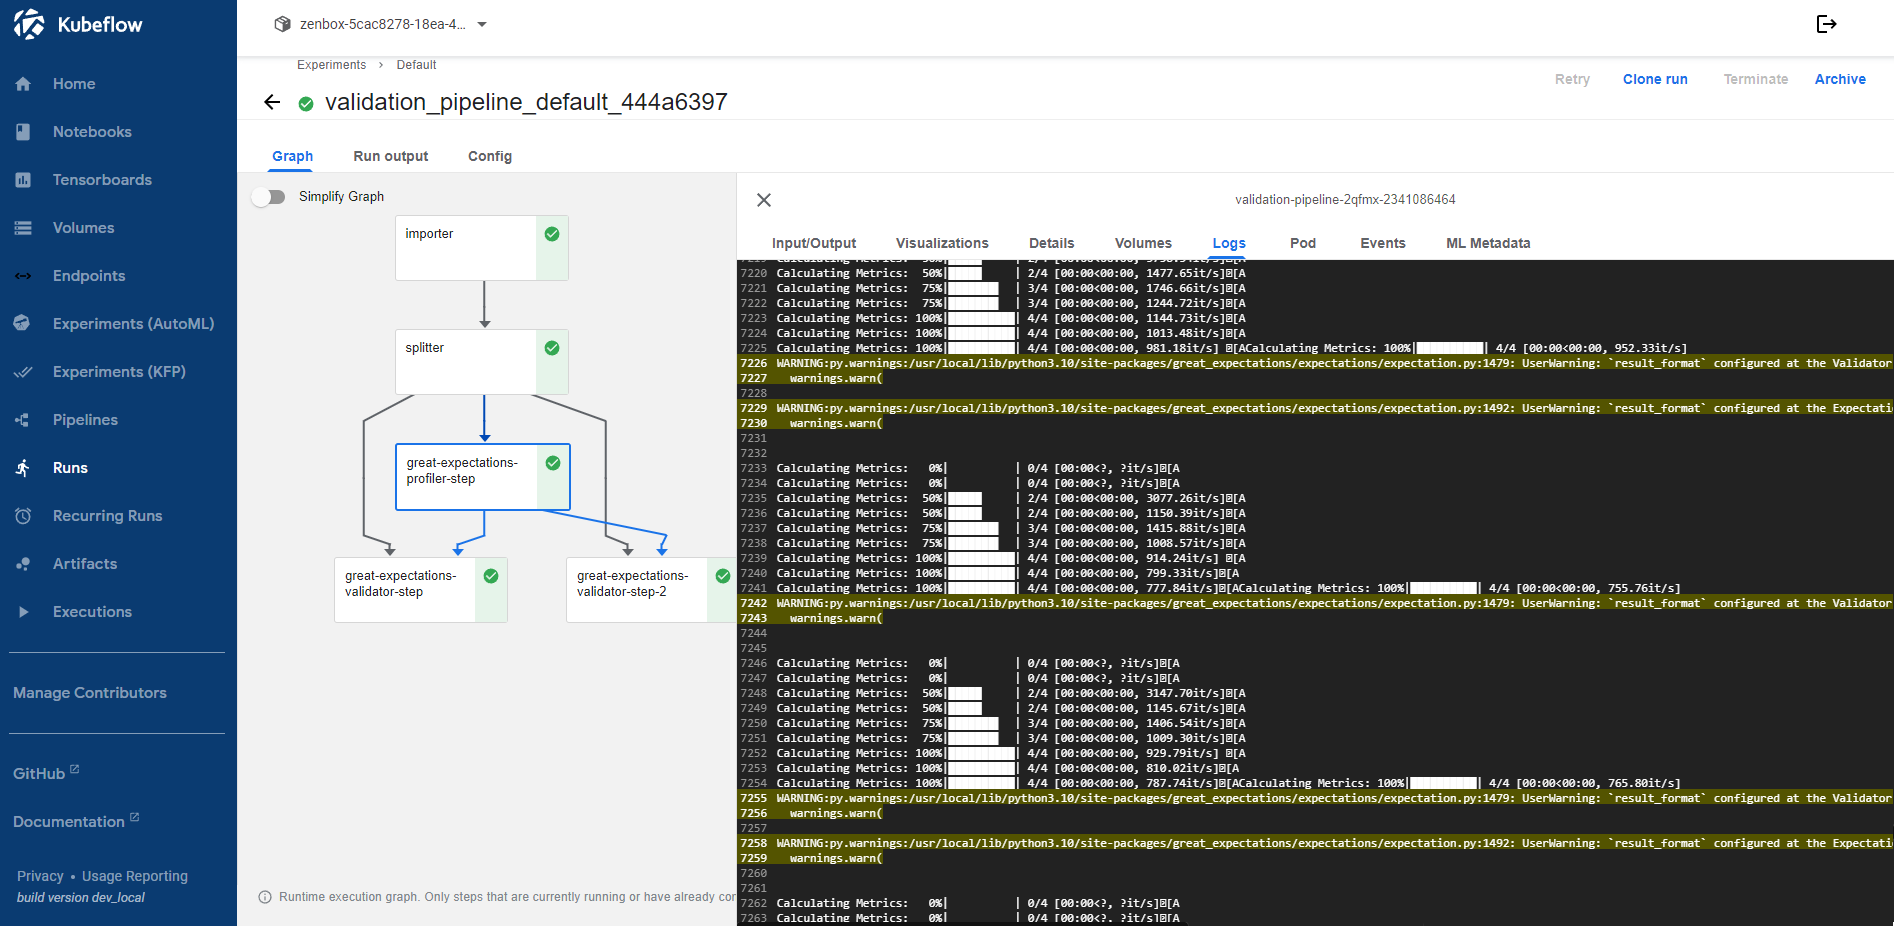 Kubeflow
zenbox-5cac8278-18ea-4...
Home
Notebooks
Tensorboards
Volumes
Endpoints
Experiments (AutoML)
Experiments (KFP)
Pipelines
Runs
Recurring Runs
Artifacts
Executions
Manage Contributors
GitHub
Documentation
Privacy • Usage Reporting
build version dev_local
Experiments › Default
validation_pipeline_default_444a6397
Retry Clone run Terminate Archive
Graph Run output Config
Simplify Graph
importer
splitter
great-expectations-
profiler-step
great-expectations-
validator-step
great-expectations-
validator-step-2
Runtime execution graph. Only steps that are currently running or have already cor
validation-pipeline-2qfmx-2341086464
Input/Output Visualizations Details Volumes Logs Pod Events ML Metadata
7220 Calculating Metrics: 50%|█████ | 2/4 [00:00<00:00, 1477.65it/s][A
7221 Calculating Metrics: 75%|███████ | 3/4 [00:00<00:00, 1746.66it/s][A
7222 Calculating Metrics: 75%|███████ | 3/4 [00:00<00:00, 1244.72it/s][A
7223 Calculating Metrics: 100%|██████████| 4/4 [00:00<00:00, 1144.73it/s][A
7224 Calculating Metrics: 100%|██████████| 4/4 [00:00<00:00, 1013.48it/s][A
7225 Calculating Metrics: 100%|██████████| 4/4 [00:00<00:00, 981.18it/s] [ACalculating Metrics: 100%|██████████| 4/4 [00:00<00:00, 952.33it/s]
7226 WARNING:py.warnings:/usr/local/lib/python3.10/site-packages/great_expectations/expectations/expectation.py:1479: UserWarning: `result_format` configured at the Validator
7227 warnings.warn(
7228
7229 WARNING:py.warnings:/usr/local/lib/python3.10/site-packages/great_expectations/expectations/expectation.py:1492: UserWarning: `result_format` configured at the Expectati
7230 warnings.warn(
7231
7232
7233 Calculating Metrics: 0%| | 0/4 [00:00<?, ?it/s][A
7234 Calculating Metrics: 0%| | 0/4 [00:00<?, ?it/s][A
7235 Calculating Metrics: 50%|█████ | 2/4 [00:00<00:00, 3077.26it/s][A
7236 Calculating Metrics: 50%|█████ | 2/4 [00:00<00:00, 1150.39it/s][A
7237 Calculating Metrics: 75%|███████ | 3/4 [00:00<00:00, 1415.88it/s][A
7238 Calculating Metrics: 75%|███████ | 3/4 [00:00<00:00, 1008.57it/s][A
7239 Calculating Metrics: 100%|██████████| 4/4 [00:00<00:00, 914.24it/s] [A
7240 Calculating Metrics: 100%|██████████| 4/4 [00:00<00:00, 799.33it/s][A
7241 Calculating Metrics: 100%|██████████| 4/4 [00:00<00:00, 777.84it/s][ACalculating Metrics: 100%|██████████| 4/4 [00:00<00:00, 755.76it/s]
7242 WARNING:py.warnings:/usr/local/lib/python3.10/site-packages/great_expectations/expectations/expectation.py:1479: UserWarning: `result_format` configured at the Validator
7243 warnings.warn(
7244
7245
7246 Calculating Metrics: 0%| | 0/4 [00:00<?, ?it/s][A
7247 Calculating Metrics: 0%| | 0/4 [00:00<?, ?it/s][A
7248 Calculating Metrics: 50%|█████ | 2/4 [00:00<00:00, 3147.70it/s][A
7249 Calculating Metrics: 50%|█████ | 2/4 [00:00<00:00, 1145.67it/s][A
7250 Calculating Metrics: 75%|███████ | 3/4 [00:00<00:00, 1406.54it/s][A
7251 Calculating Metrics: 75%|███████ | 3/4 [00:00<00:00, 1009.30it/s][A
7252 Calculating Metrics: 100%|██████████| 4/4 [00:00<00:00, 929.79it/s] [A
7253 Calculating Metrics: 100%|██████████| 4/4 [00:00<00:00, 810.02it/s][A
7254 Calculating Metrics: 100%|██████████| 4/4 [00:00<00:00, 787.74it/s][ACalculating Metrics: 100%|██████████| 4/4 [00:00<00:00, 765.80it/s]
7255 WARNING:py.warnings:/usr/local/lib/python3.10/site-packages/great_expectations/expectations/expectation.py:1479: UserWarning: `result_format` configured at the Validator
7256 warnings.warn(
7257
7258 WARNING:py.warnings:/usr/local/lib/python3.10/site-packages/great_expectations/expectations/expectation.py:1492: UserWarning: `result_format` configured at the Expectati
7259 warnings.warn(
7260
7261
7262 Calculating Metrics: 0%| | 0/4 [00:00<?, ?it/s][A
7263 Calculating Metrics: 0%| | 0/4 [00:00<?, ?it/s][A